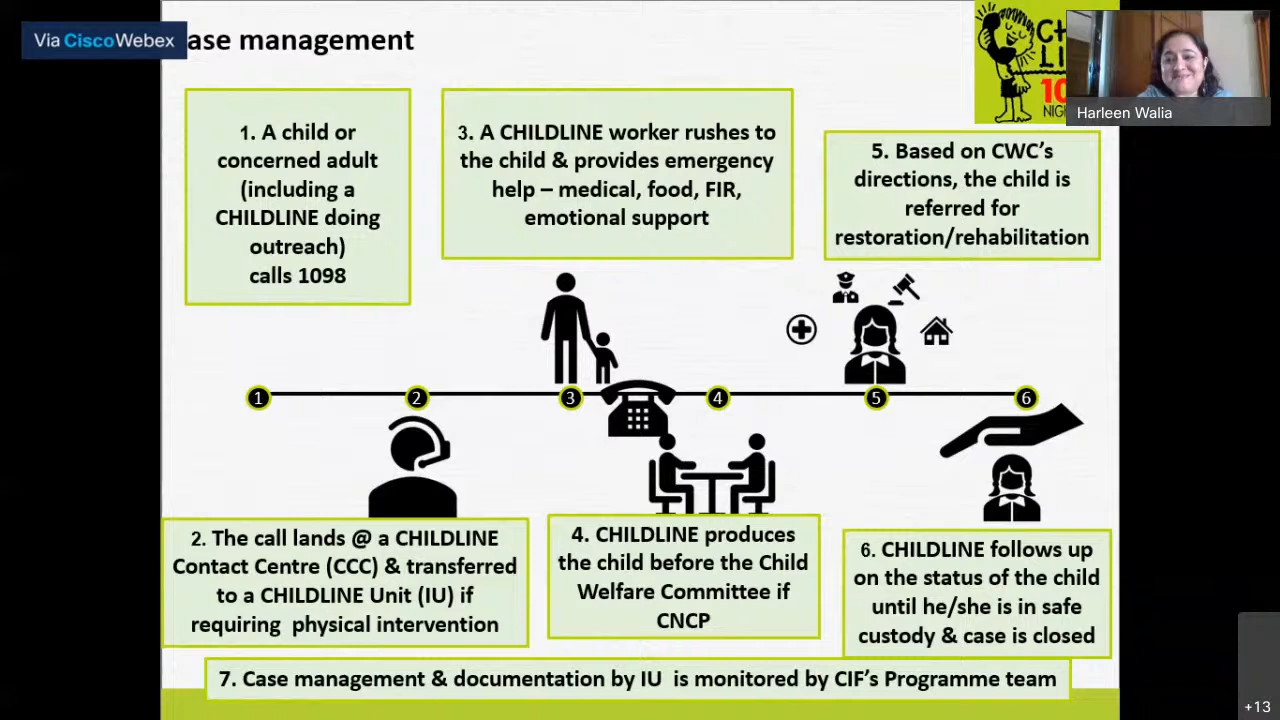 Via CiscoWebex
ase management
CH
LI
10
NIGH
Harleen Walia
1. A child or
concerned adult
(including a
CHILDLINE doing
outreach)
calls 1098
3. A CHILDLINE worker rushes to
the child & provides emergency
help – medical, food, FIR,
emotional support
5. Based on CWC’s
directions, the child is
referred for
restoration/rehabilitation
1
2
3
4
5
6
2. The call lands @ a CHILDLINE
Contact Centre (CCC) & transferred
to a CHILDLINE Unit (IU) if
requiring physical intervention
4. CHILDLINE produces
the child before the Child
Welfare Committee if
CNCP
6. CHILDLINE follows up
on the status of the child
until he/she is in safe
custody & case is closed
7. Case management & documentation by IU is monitored by CIF’s Programme team
+13